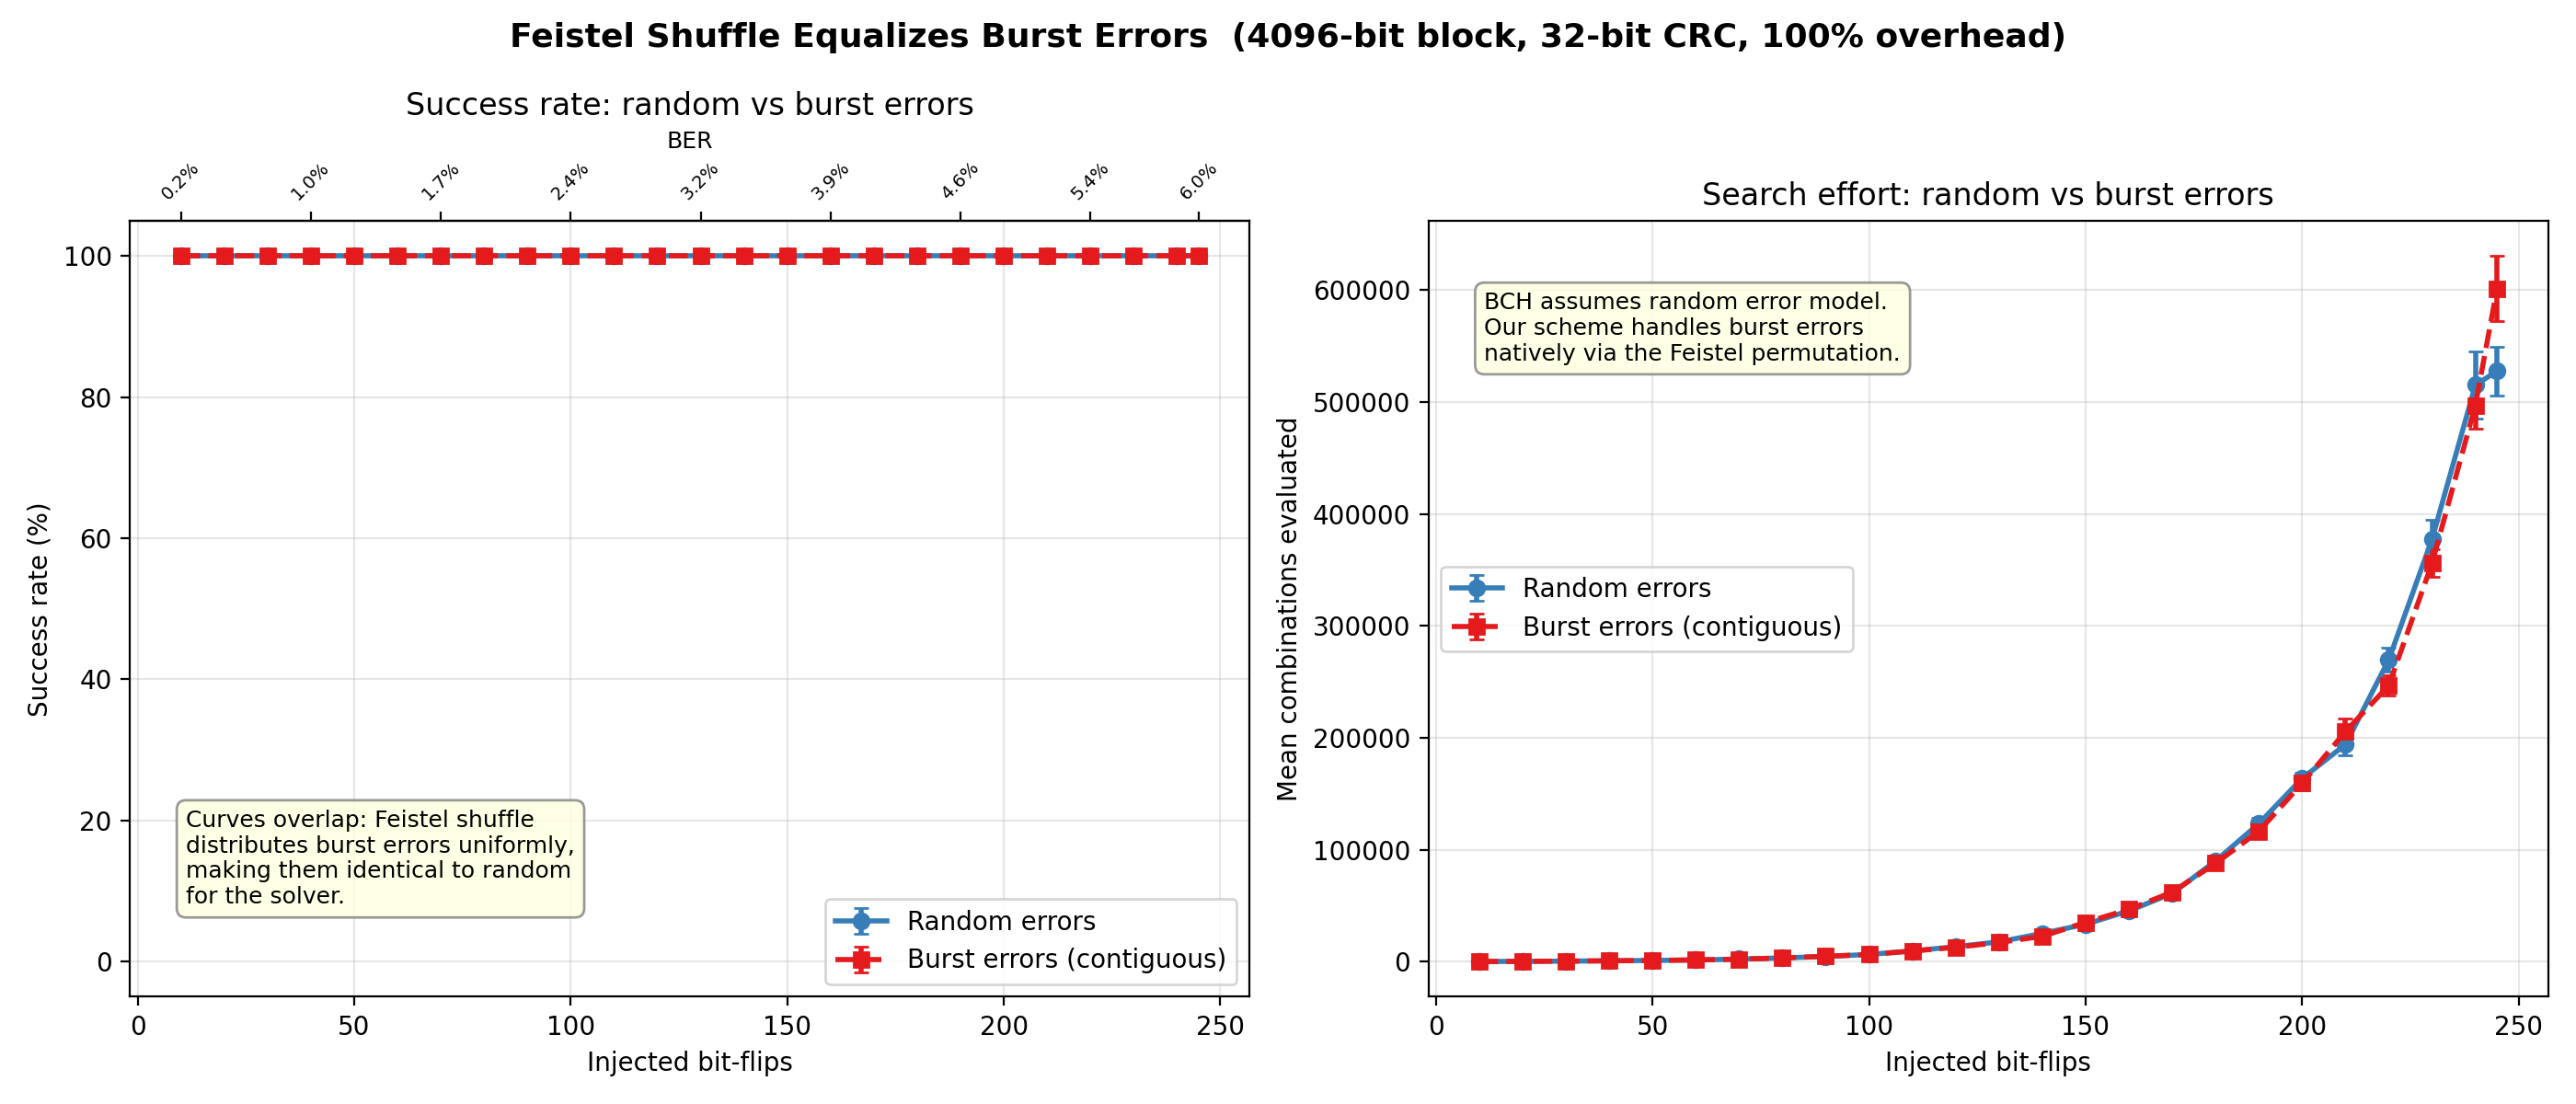 Feistel Shuffle Equalizes Burst Errors (4096-bit block, 32-bit CRC, 100% overhead)
Success rate: random vs burst errors
BER
0.2% 1.0% 1.7% 2.4% 3.2% 3.9% 4.6% 5.4% 6.0%
100
80
60
40
20
0
Success rate (%)
Curves overlap: Feistel shuffle
distributes burst errors uniformly,
making them identical to random
for the solver.
Random errors
Burst errors (contiguous)
0 50 100 150 200 250
Injected bit-flips
Search effort: random vs burst errors
600000
500000
400000
300000
200000
100000
0
Mean combinations evaluated
BCH assumes random error model.
Our scheme handles burst errors
natively via the Feistel permutation.
Random errors
Burst errors (contiguous)
0 50 100 150 200 250
Injected bit-flips